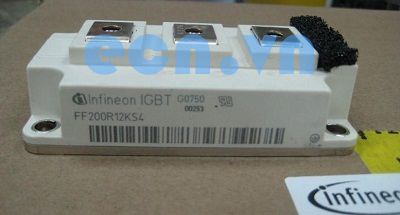 ecn.vn
infineon IGBT G0750
00253
FF200R12KS4
infineon